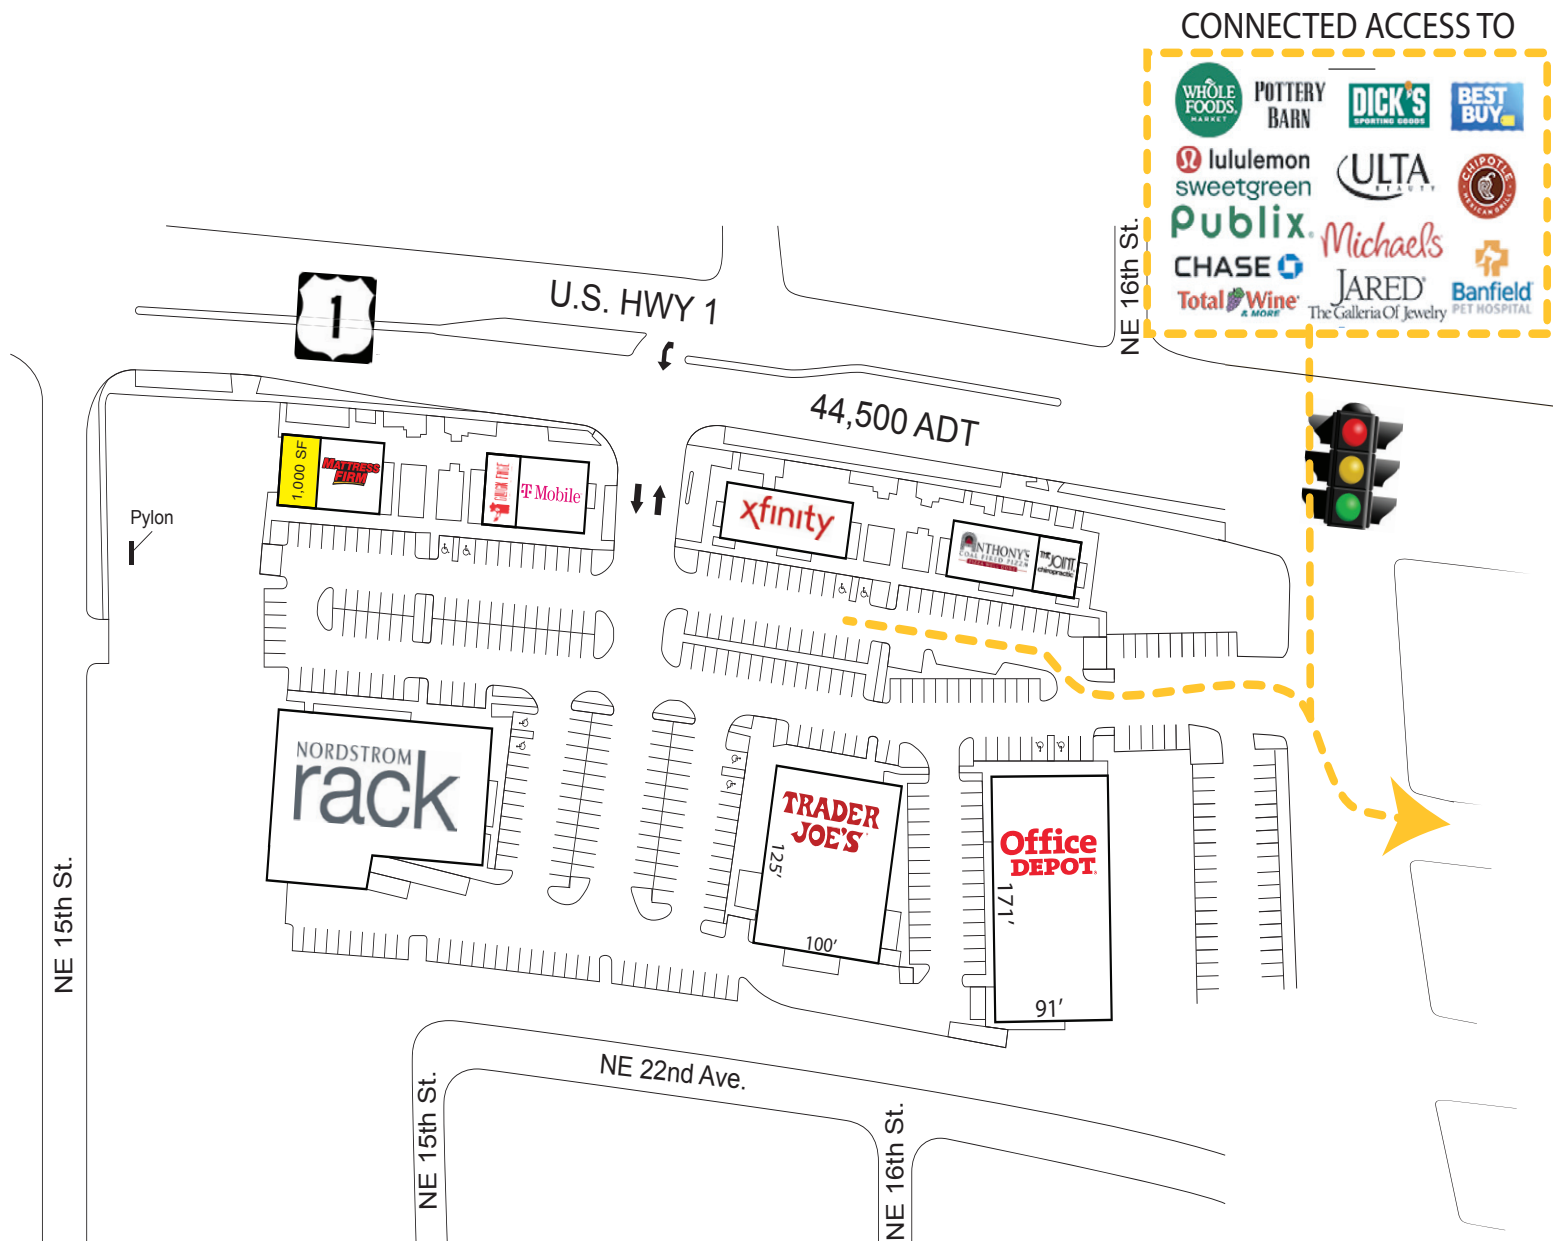 CONNECTED ACCESS TO
WHOLE
FOODS
MARKET
POTTERY
BARN
DICK'S
SPORTING GOODS
BEST
BUY
lululemon
sweetgreen
ULTA
BEAUTY
CHIPOTLE
MEXICAN GRILL
Publix
Michaels
CHASE
JARED
The Galleria Of Jewelry
Banfield
PET HOSPITAL
Total Wine
& MORE
NE 16th St.
U.S. HWY 1
1
44,500 ADT
1,000 SF
MATTRESS
FIRM
T Mobile
xfinity
ANTHONY'S
COAL FIRED PIZZA
THE
JOINT
chiropractic
Pylon
NORDSTROM
rack
TRADER
JOE'S
125'
100'
Office
DEPOT
171'
91'
NE 15th St.
NE 22nd Ave.
NE 15th St.
NE 16th St.